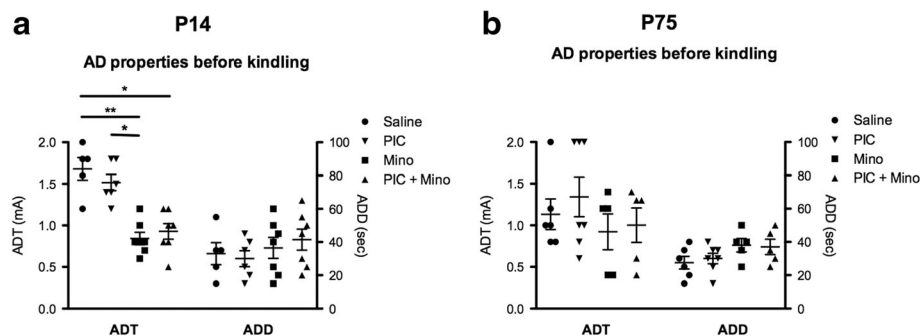 a P14
AD properties before kindling
*
**
*
Saline
PIC
Mino
PIC + Mino
2.0
1.5
1.0
0.5
0.0
ADT (mA)
100
80
60
40
20
0
ADD (sec)
ADT ADD
b P75
AD properties before kindling
Saline
PIC
Mino
PIC + Mino
2.0
1.5
1.0
0.5
0.0
ADT (mA)
100
80
60
40
20
0
ADD (sec)
ADT ADD